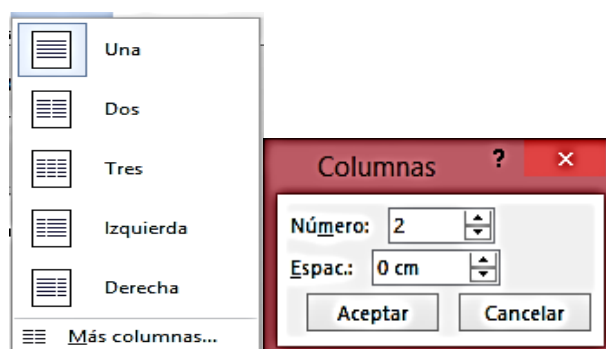 Una
Dos
Tres
Izquierda
Derecha
Más columnas...
Columnas ? ×
Número: 2
Espac.: 0 cm
Aceptar Cancelar